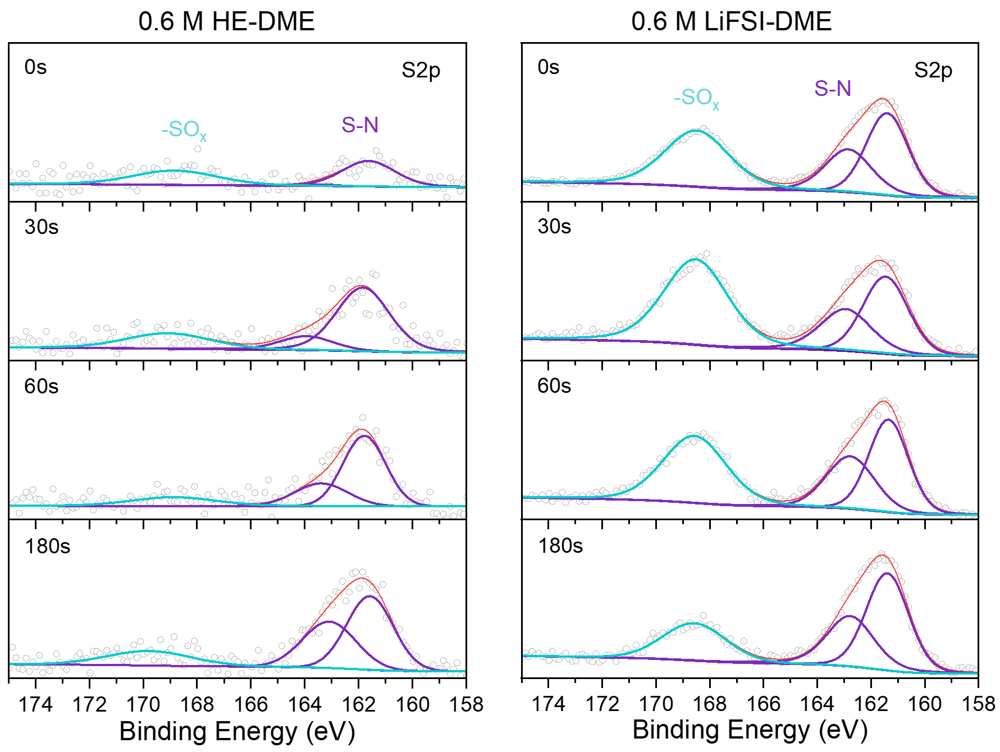 0.6 M HE-DME
0s
S2p
-SOx
S-N
30s
60s
180s
174 172 170 168 166 164 162 160 158
Binding Energy (eV)
0.6 M LiFSI-DME
0s
S2p
S-N
-SOx
30s
60s
180s
174 172 170 168 166 164 162 160 158
Binding Energy (eV)